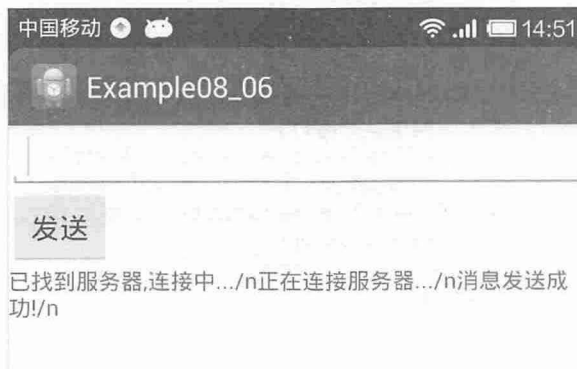 中国移动 14:51
Example08_06
发送
已找到服务器,连接中.../n正在连接服务器.../n消息发送成
功!/n